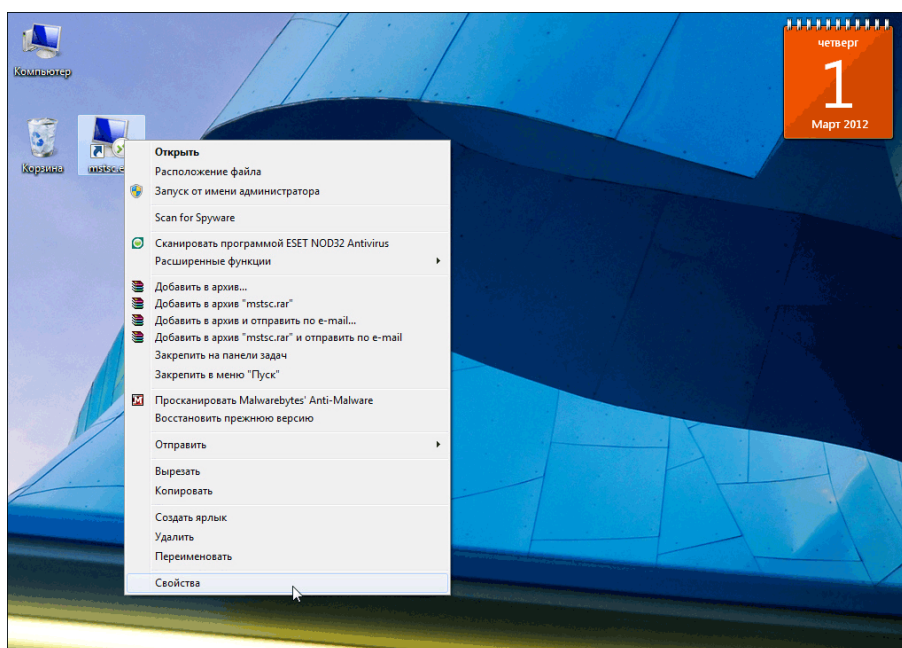 Компьютер
Корзина
mstsc.e
четверг
1
Март 2012
Открыть
Расположение файла
Запуск от имени администратора
Scan for Spyware
Сканировать программой ESET NOD32 Antivirus
Расширенные функции
Добавить в архив...
Добавить в архив "mstsc.rar"
Добавить в архив и отправить по e-mail...
Добавить в архив "mstsc.rar" и отправить по e-mail
Закрепить на панели задач
Закрепить в меню "Пуск"
Просканировать Malwarebytes' Anti-Malware
Восстановить прежнюю версию
Отправить
Вырезать
Копировать
Создать ярлык
Удалить
Переименовать
Свойства